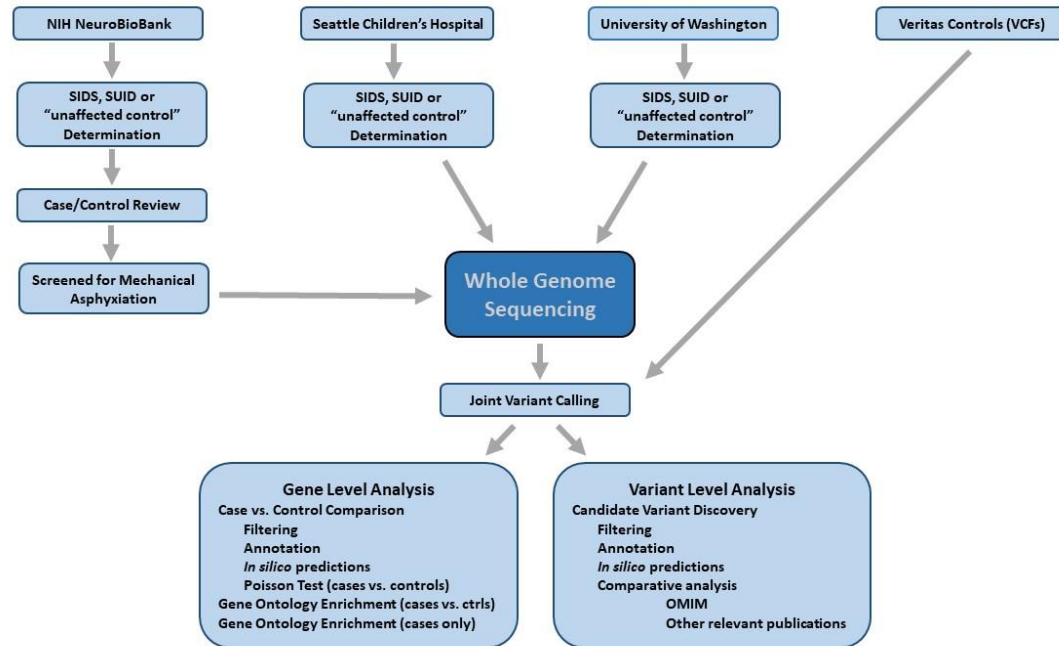 NIH NeuroBioBank
Seattle Children's Hospital
University of Washington
Veritas Controls (VCFs)
SIDS, SUID or
“unaffected control”
Determination
SIDS, SUID or
“unaffected control”
Determination
SIDS, SUID or
“unaffected control”
Determination
Case/Control Review
Screened for Mechanical
Asphyxiation
Whole Genome
Sequencing
Joint Variant Calling
Gene Level Analysis
Case vs. Control Comparison
Filtering
Annotation
In silico predictions
Poisson Test (cases vs. controls)
Gene Ontology Enrichment (cases vs. ctrls)
Gene Ontology Enrichment (cases only)
Variant Level Analysis
Candidate Variant Discovery
Filtering
Annotation
In silico predictions
Comparative analysis
OMIM
Other relevant publications